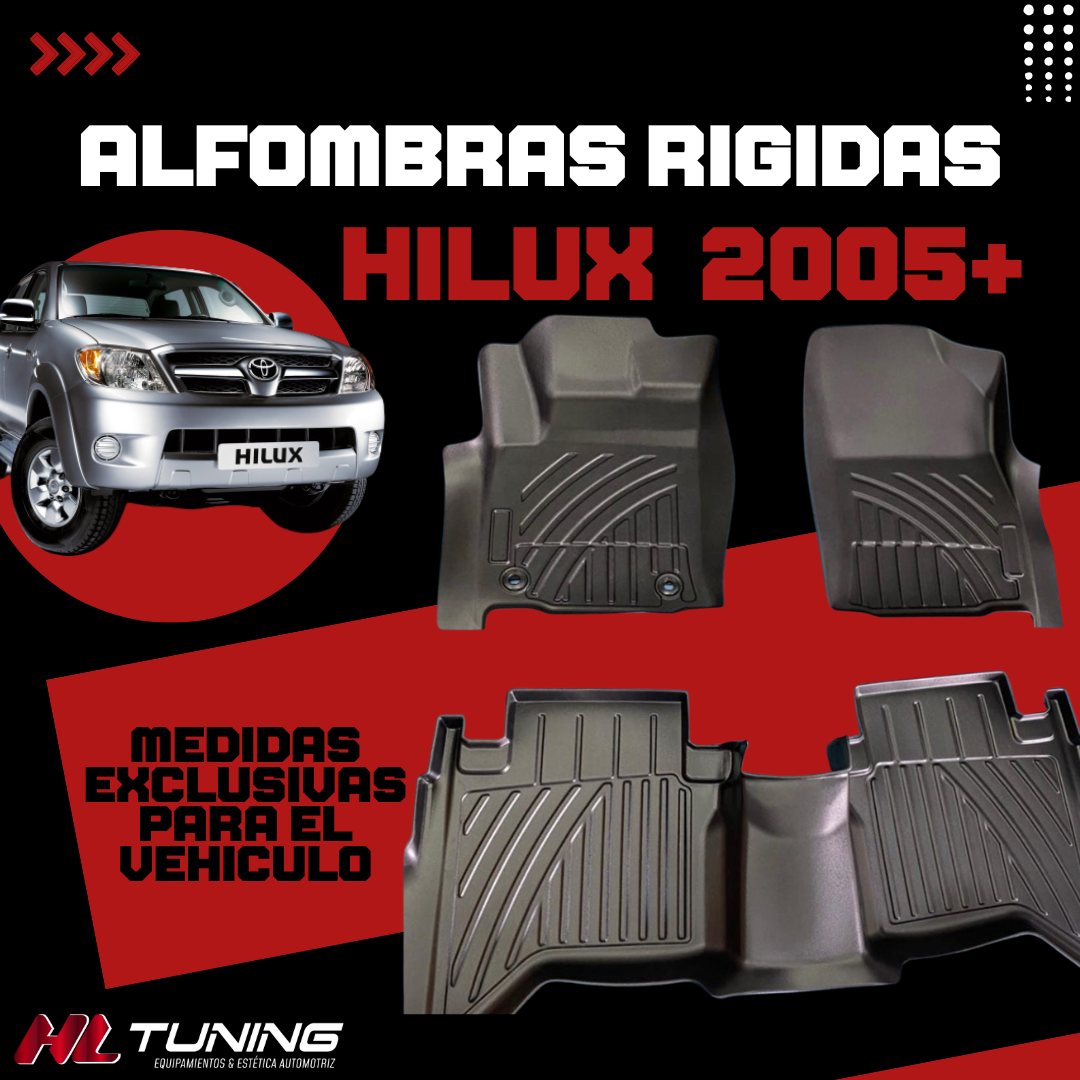 ALFOMBRAS RIGIDAS
HILUX 2005+
HILUX
MEDIDAS
EXCLUSIVAS
PARA EL
VEHICULO
HL TUNING
EQUIPAMIENTOS & ESTÉTICA AUTOMOTRIZ